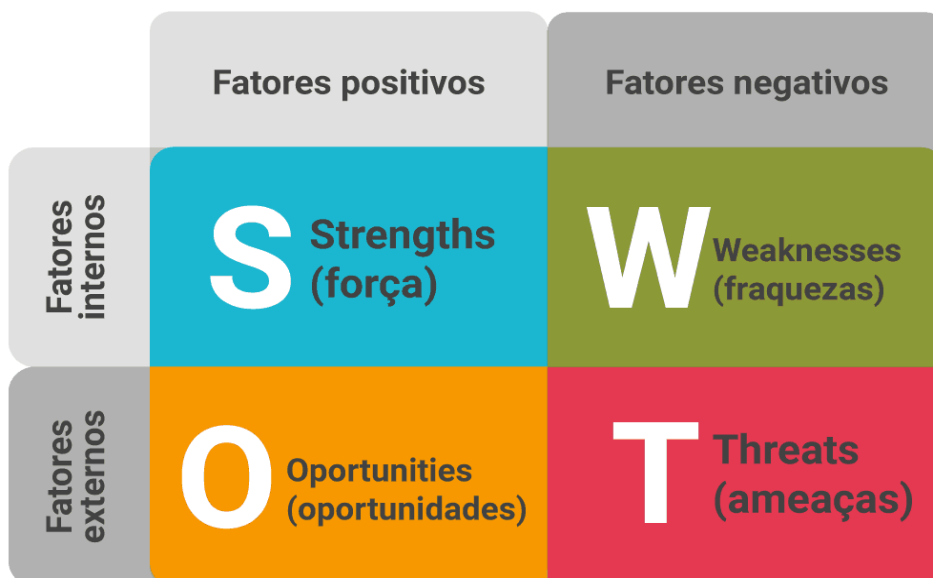 Fatores positivos
Fatores negativos
Fatores
internos
S
Strengths
(força)
W
Weaknesses
(fraquezas)
Fatores
externos
O
Oportunities
(oportunidades)
T
Threats
(ameaças)